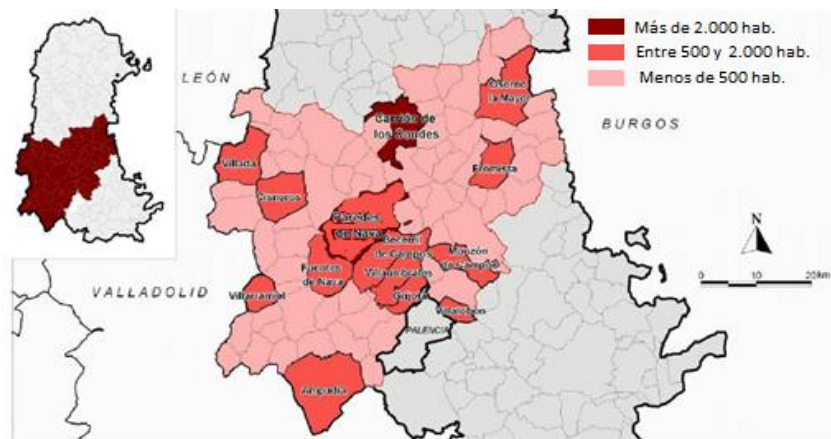 Más de 2.000 hab.
Entre 500 y 2.000 hab.
Menos de 500 hab.
LEÓN
BURGOS
VALLADOLID
PALENCIA
N
0 10 20km
Osorno
la Mayor
Carrión de
los Condes
Frómista
Villada
Cisneros
Paredes
de Nava
Becerril
de Campos
Monzón
de Campos
Fuentes
de Nava
Villaumbrales
Villarramiel
Grijota
Villalobón
Ampudia